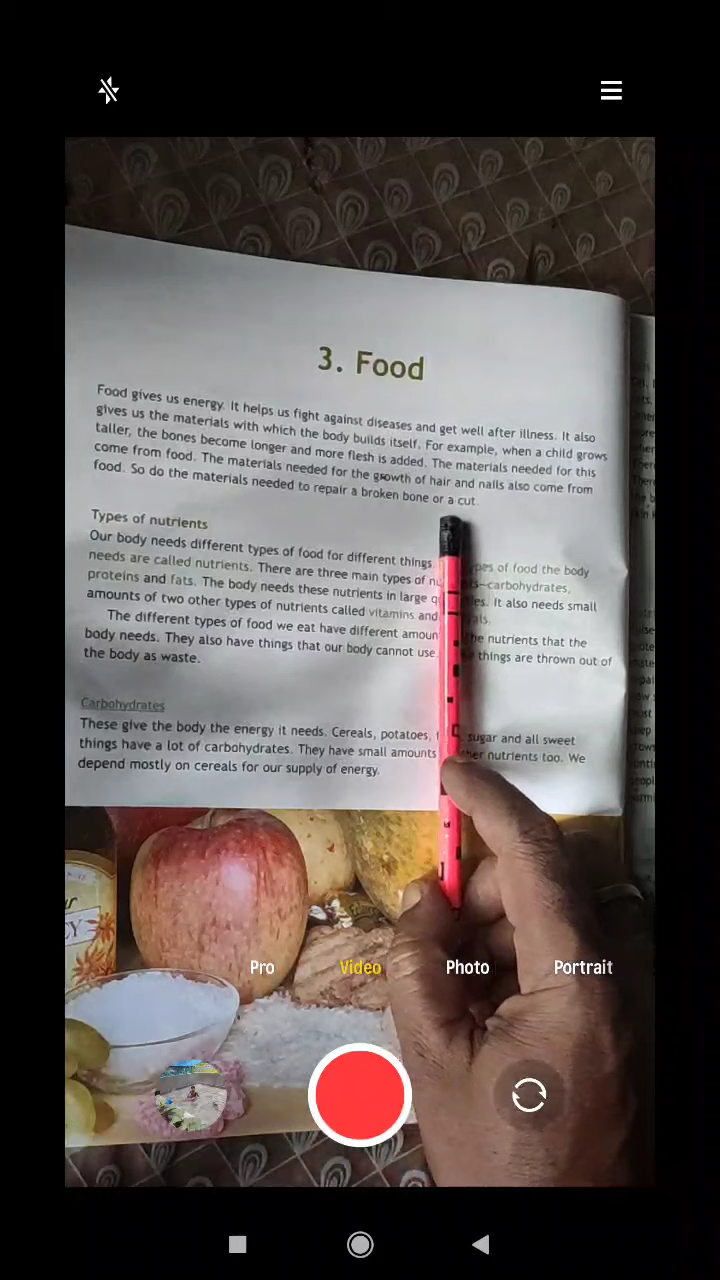 3. Food
Food gives us energy. It helps us fight against diseases and get well after illness. It also
gives us the materials with which the body builds itself. For example, when a child grows
taller, the bones become longer and more flesh is added. The materials needed for this
come from food. The materials needed for the growth of hair and nails also come from
food. So do the materials needed to repair a broken bone or a cut.
Types of nutrients
Our body needs different types of food for different things. types of food the body
needs are called nutrients. There are three main types of carbohydrates,
proteins and fats. The body needs these nutrients in large It also needs small
amounts of two other types of nutrients called vitamins and
The different types of food we eat have different the nutrients that the
body needs. They also have things that our body cannot use. things are thrown out of
the body as waste.
Carbohydrates
These give the body the energy it needs. Cereals, potatoes, sugar and all sweet
things have a lot of carbohydrates. They have small amounts nutrients too. We
depend mostly on cereals for our supply of energy.
Pro Video Photo Portrait